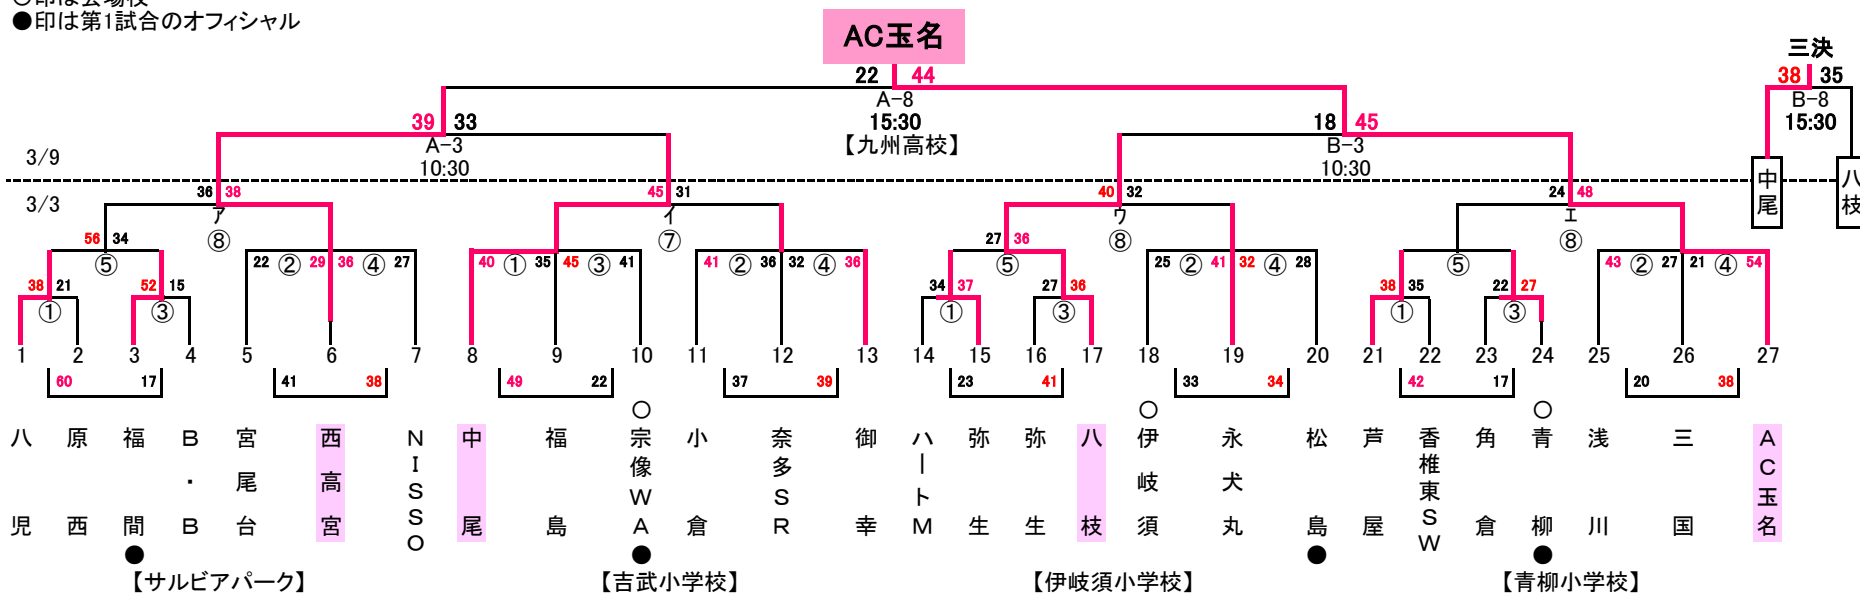 ●印は第1試合のオフィシャル
AC玉名
三決
22 44
38 35
A-8
B-8
39 33
15:30
18 45
15:30
A-3
【九州高校】
B-3
3/9
10:30
10:30
中尾
八枝
36 38
45 31
40 32
24 48
3/3
ア
イ
ウ
エ
⑧
⑦
⑧
⑧
56 34
27 36
⑤
22 ② 29 36 ④ 27
40 ① 35 45 ③ 41
41 ② 36 32 ④ 36
⑤
25 ② 41 32 ④ 28
⑤
43 ② 27 21 ④ 54
38 21
52 15
34 37
27 36
38 35
22 27
①
③
①
③
①
③
1 2 3 4 5 6 7 8 9 10 11 12 13 14 15 16 17 18 19 20 21 22 23 24 25 26 27
60 17
41 38
49 22
37 39
23 41
33 34
42 17
20 38
○
○
○
八児
原西
福間
B・B
宮尾台
西高宮
NISSO
中尾
福島
宗像WA
小倉
奈多SR
御幸
ハートM
弥生
弥生
八枝
伊岐須
永犬丸
松島
芦屋
香椎東SW
角倉
青柳
浅川
三国
AC玉名
●
●
●
●
【サルビアパーク】
【吉武小学校】
【伊岐須小学校】
【青柳小学校】